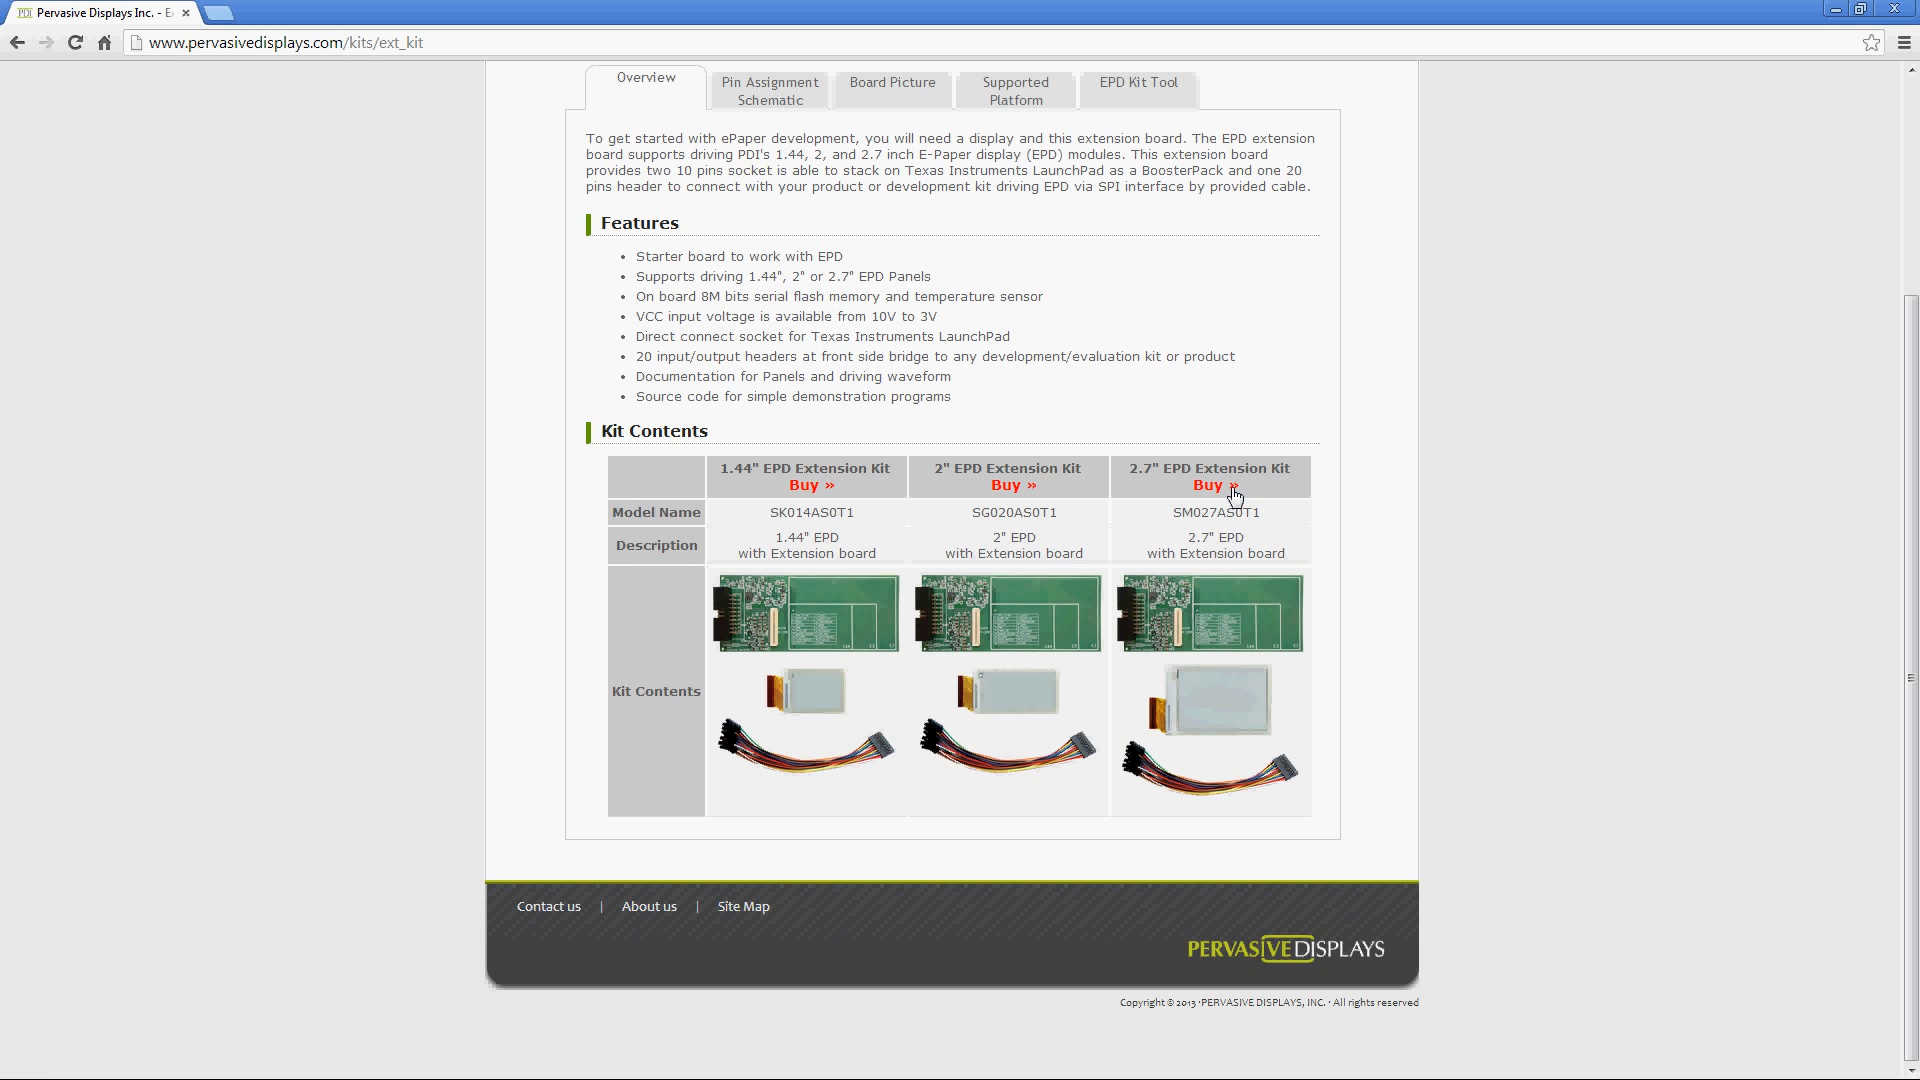 PDI Pervasive Displays Inc. - E
www.pervasivedisplays.com/kits/ext_kit
Overview
Pin Assignment
Schematic
Board Picture
Supported
Platform
EPD Kit Tool
To get started with ePaper development, you will need a display and this extension board. The EPD extension
board supports driving PDI's 1.44, 2, and 2.7 inch E-Paper display (EPD) modules. This extension board
provides two 10 pins socket is able to stack on Texas Instruments LaunchPad as a BoosterPack and one 20
pins header to connect with your product or development kit driving EPD via SPI interface by provided cable.
Features
• Starter board to work with EPD
• Supports driving 1.44", 2" or 2.7" EPD Panels
• On board 8M bits serial flash memory and temperature sensor
• VCC input voltage is available from 10V to 3V
• Direct connect socket for Texas Instruments LaunchPad
• 20 input/output headers at front side bridge to any development/evaluation kit or product
• Documentation for Panels and driving waveform
• Source code for simple demonstration programs
Kit Contents
1.44" EPD Extension Kit
Buy »
2" EPD Extension Kit
Buy »
2.7" EPD Extension Kit
Buy »
Model Name
SK014AS0T1
SG020AS0T1
SM027AS0T1
Description
1.44" EPD
with Extension board
2" EPD
with Extension board
2.7" EPD
with Extension board
Kit Contents
Contact us | About us | Site Map
PERVASIVE DISPLAYS
Copyright © 2013 ·PERVASIVE DISPLAYS, INC. · All rights reserved